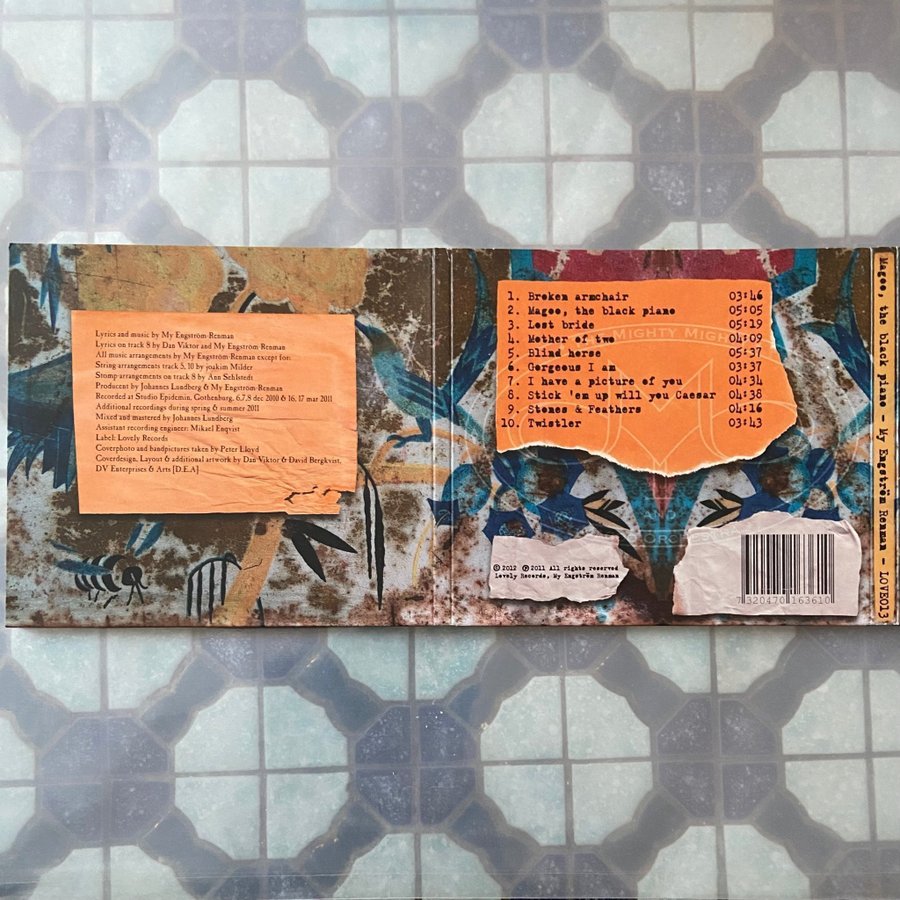 Lyrics and music by My Engström-Renman
Lyrics on track 8 by Dan Viktor and My Engström-Renman
All music arrangements by My Engström-Renman except for:
String arrangements track 5, 10 by joakim Milder
Stomp arrangements on track 8 by Ann Sehlstedt
Producent by Johannes Lundberg & My Engström-Renman
Recorded at Studio Epidemin, Gothenburg, 6,7,8 dec 2010 & 16, 17 mar 2011
Additional recordings during spring & summer 2011
Mixed and mastered by Johannes Lundberg
Assistant recording engineer: Mikael Enqvist
Label: Lovely Records
Coverphoto and bandpictures taken by Peter Lloyd
Coverdesign, Layout & additional artwork by Dan Viktor & David Bergkvist,
DV Enterprises & Arts [D.E.A]
1. Broken armchair 03:46
2. Magoo, the black piano 05:05
3. Lost bride 05:19
4. Mother of two 04:09
5. Blind horse 05:37
6. Gorgeous I am 03:37
7. I have a picture of you 04:34
8. Stick 'em up will you Caesar 04:38
9. Stones & Feathers 04:16
10. Twistler 03:43
Mighty Migh
© 2012 ℗ 2011 All rights reserved
Lovely Records, My Engström Renman
7 320470 163610
Magoo, the black piano - My Engström Renman - LOVE013